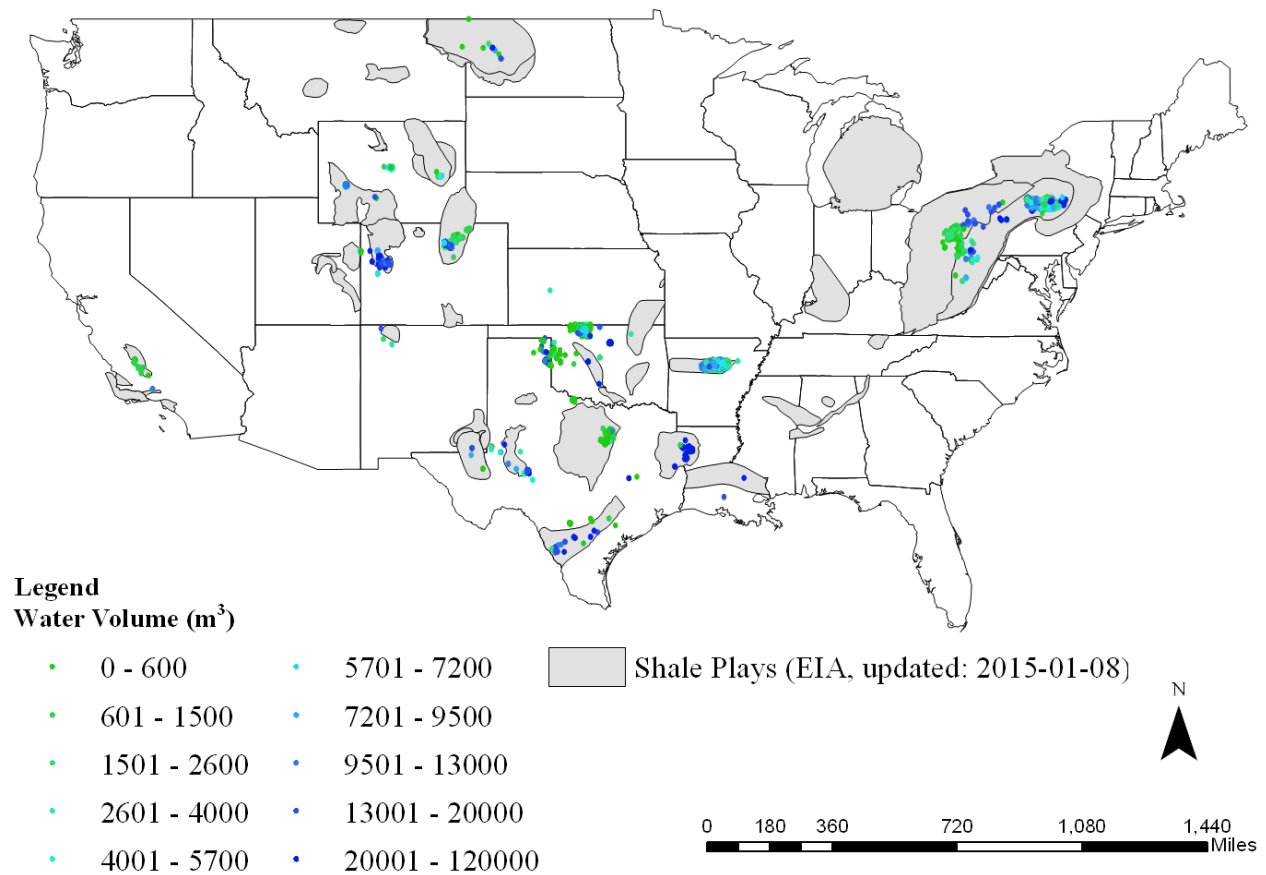 Legend
Water Volume (m³)
0 - 600
601 - 1500
1501 - 2600
2601 - 4000
4001 - 5700
5701 - 7200
7201 - 9500
9501 - 13000
13001 - 20000
20001 - 120000
Shale Plays (EIA, updated: 2015-01-08)
N
0 180 360 720 1,080 1,440
Miles